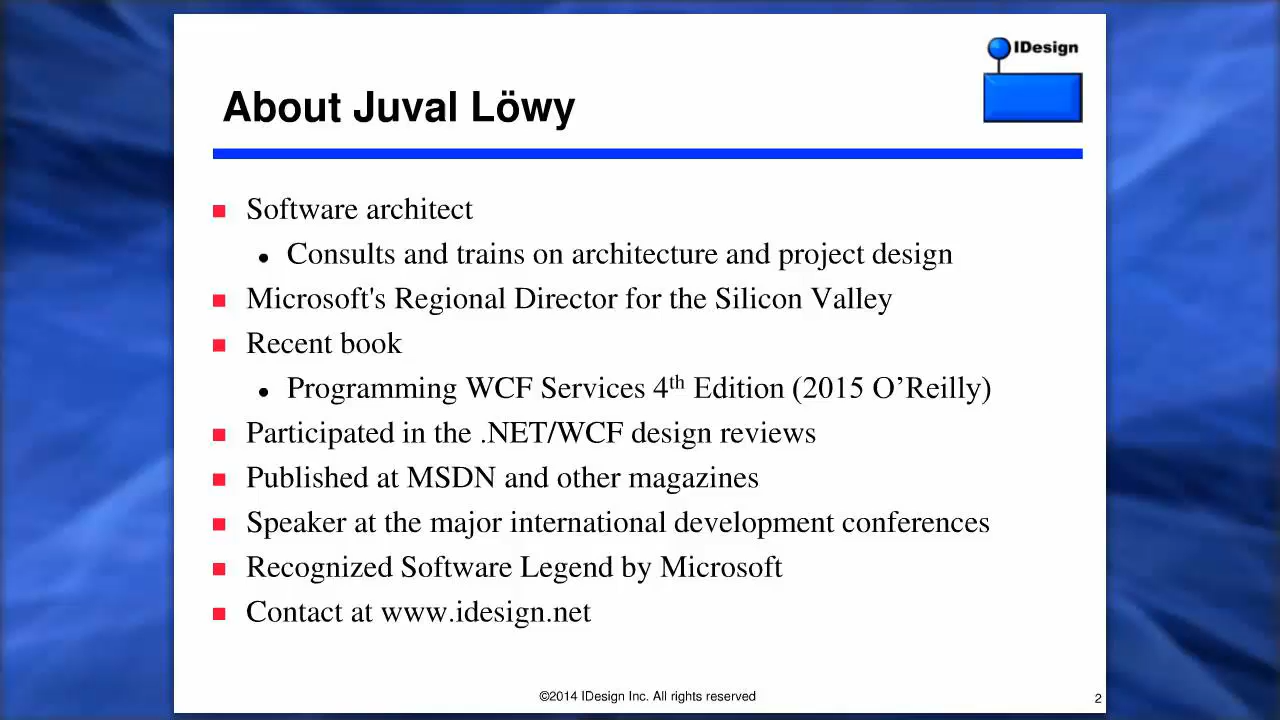 IDesign
About Juval Löwy
Software architect
Consults and trains on architecture and project design
Microsoft's Regional Director for the Silicon Valley
Recent book
Programming WCF Services 4th Edition (2015 O’Reilly)
Participated in the .NET/WCF design reviews
Published at MSDN and other magazines
Speaker at the major international development conferences
Recognized Software Legend by Microsoft
Contact at www.idesign.net
©2014 IDesign Inc. All rights reserved
2